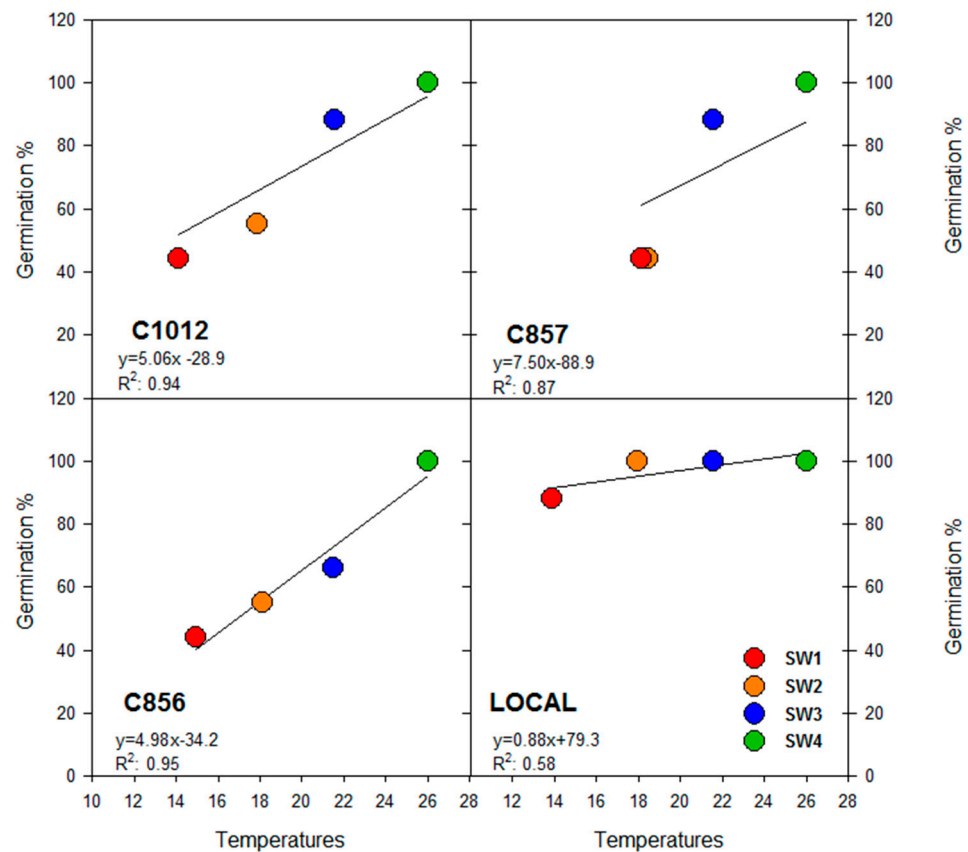 120
100
80
60
40
20
Germination %
C1012
y=5.06x -28.9
R²: 0.94
120
100
80
60
40
20
Germination %
C857
y=7.50x-88.9
R²: 0.87
120
100
80
60
40
20
0
Germination %
C856
y=4.98x-34.2
R²: 0.95
10 12 14 16 18 20 22 24 26 28
Temperatures
120
100
80
60
40
20
0
Germination %
LOCAL
y=0.88x+79.3
R²: 0.58
SW1
SW2
SW3
SW4
12 14 16 18 20 22 24 26 28
Temperatures